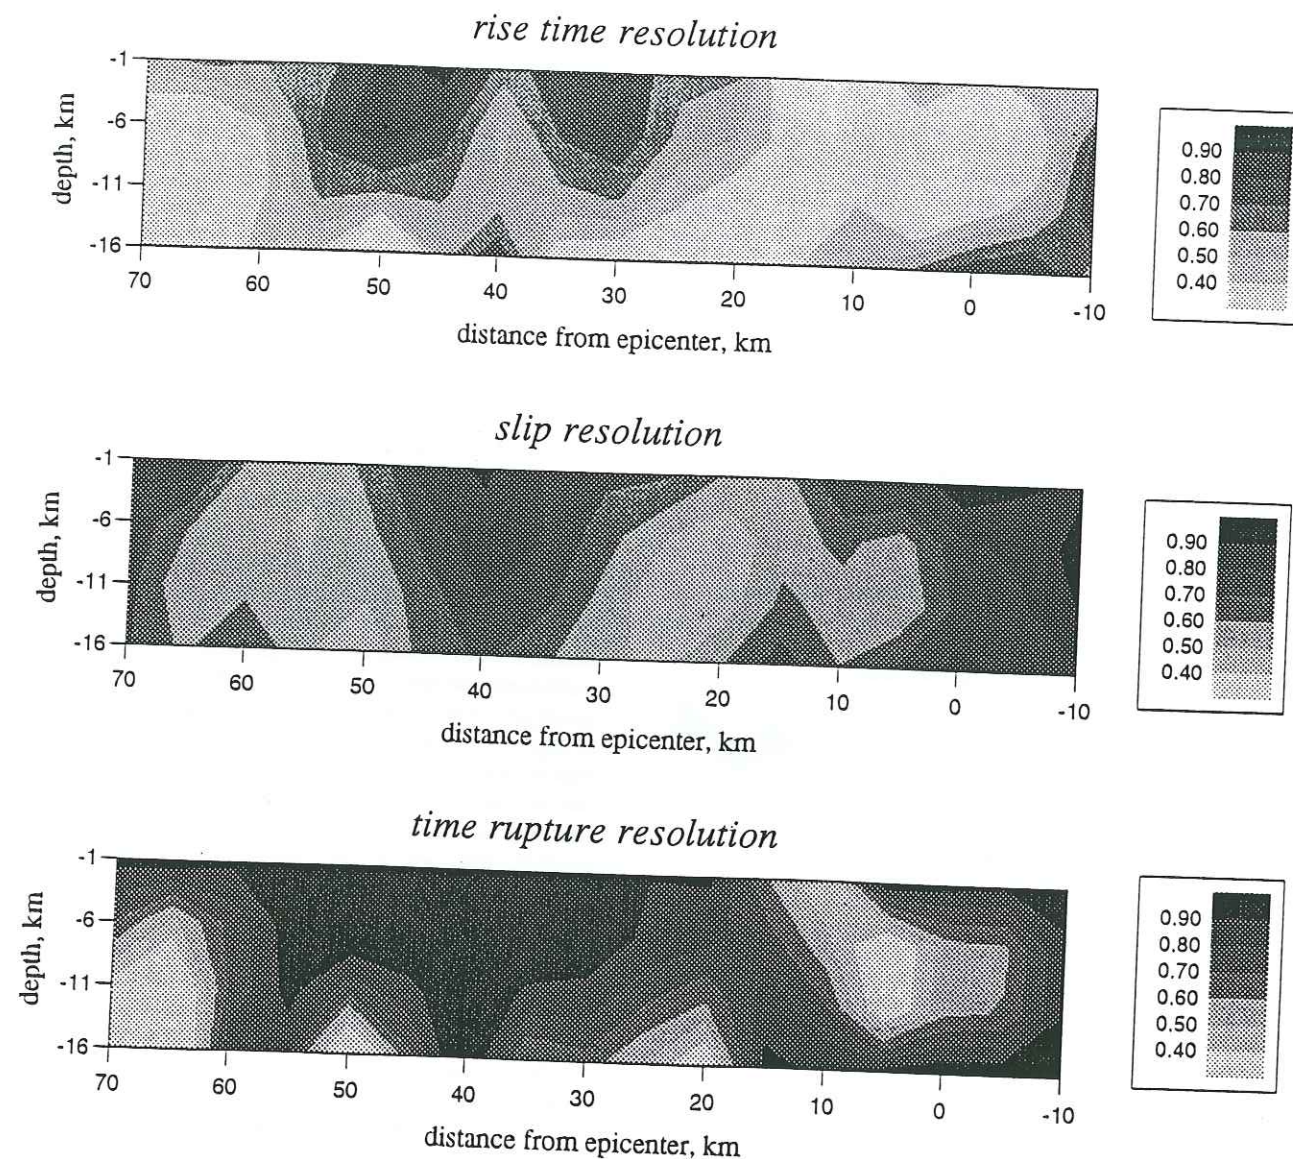 rise time resolution
-1
-6
-11
-16
depth, km
70 60 50 40 30 20 10 0 -10
distance from epicenter, km
0.90
0.80
0.70
0.60
0.50
0.40
slip resolution
-1
-6
-11
-16
depth, km
70 60 50 40 30 20 10 0 -10
distance from epicenter, km
0.90
0.80
0.70
0.60
0.50
0.40
time rupture resolution
-1
-6
-11
-16
depth, km
70 60 50 40 30 20 10 0 -10
distance from epicenter, km
0.90
0.80
0.70
0.60
0.50
0.40